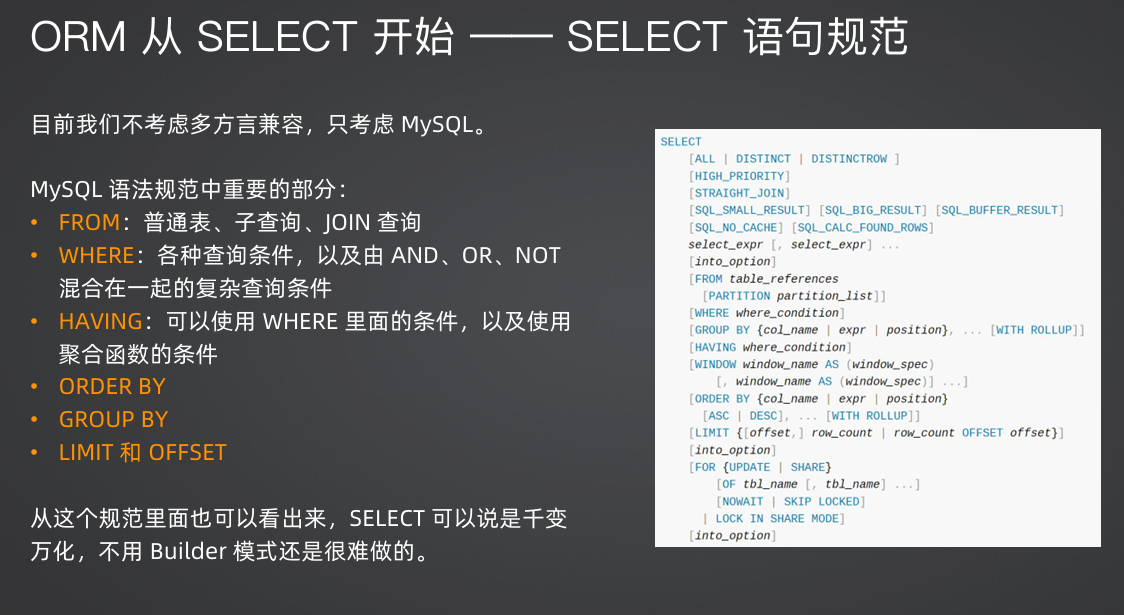 ORM 从 SELECT 开始 —— SELECT 语句规范
目前我们不考虑多方言兼容，只考虑 MySQL。
MySQL 语法规范中重要的部分：
• FROM：普通表、子查询、JOIN 查询
• WHERE：各种查询条件，以及由 AND、OR、NOT
混合在一起的复杂查询条件
• HAVING：可以使用 WHERE 里面的条件，以及使用
聚合函数的条件
• ORDER BY
• GROUP BY
• LIMIT 和 OFFSET
从这个规范里面也可以看出来，SELECT 可以说是千变
万化，不用 Builder 模式还是很难做的。
SELECT
[ALL | DISTINCT | DISTINCTROW ]
[HIGH_PRIORITY]
[STRAIGHT_JOIN]
[SQL_SMALL_RESULT] [SQL_BIG_RESULT] [SQL_BUFFER_RESULT]
[SQL_NO_CACHE] [SQL_CALC_FOUND_ROWS]
select_expr [, select_expr] ...
[into_option]
[FROM table_references
[PARTITION partition_list]]
[WHERE where_condition]
[GROUP BY {col_name | expr | position}, ... [WITH ROLLUP]]
[HAVING where_condition]
[WINDOW window_name AS (window_spec)
[, window_name AS (window_spec)] ...]
[ORDER BY {col_name | expr | position}
[ASC | DESC], ... [WITH ROLLUP]]
[LIMIT {[offset,] row_count | row_count OFFSET offset}]
[into_option]
[FOR {UPDATE | SHARE}
[OF tbl_name [, tbl_name] ...]
[NOWAIT | SKIP LOCKED]
| LOCK IN SHARE MODE]
[into_option]